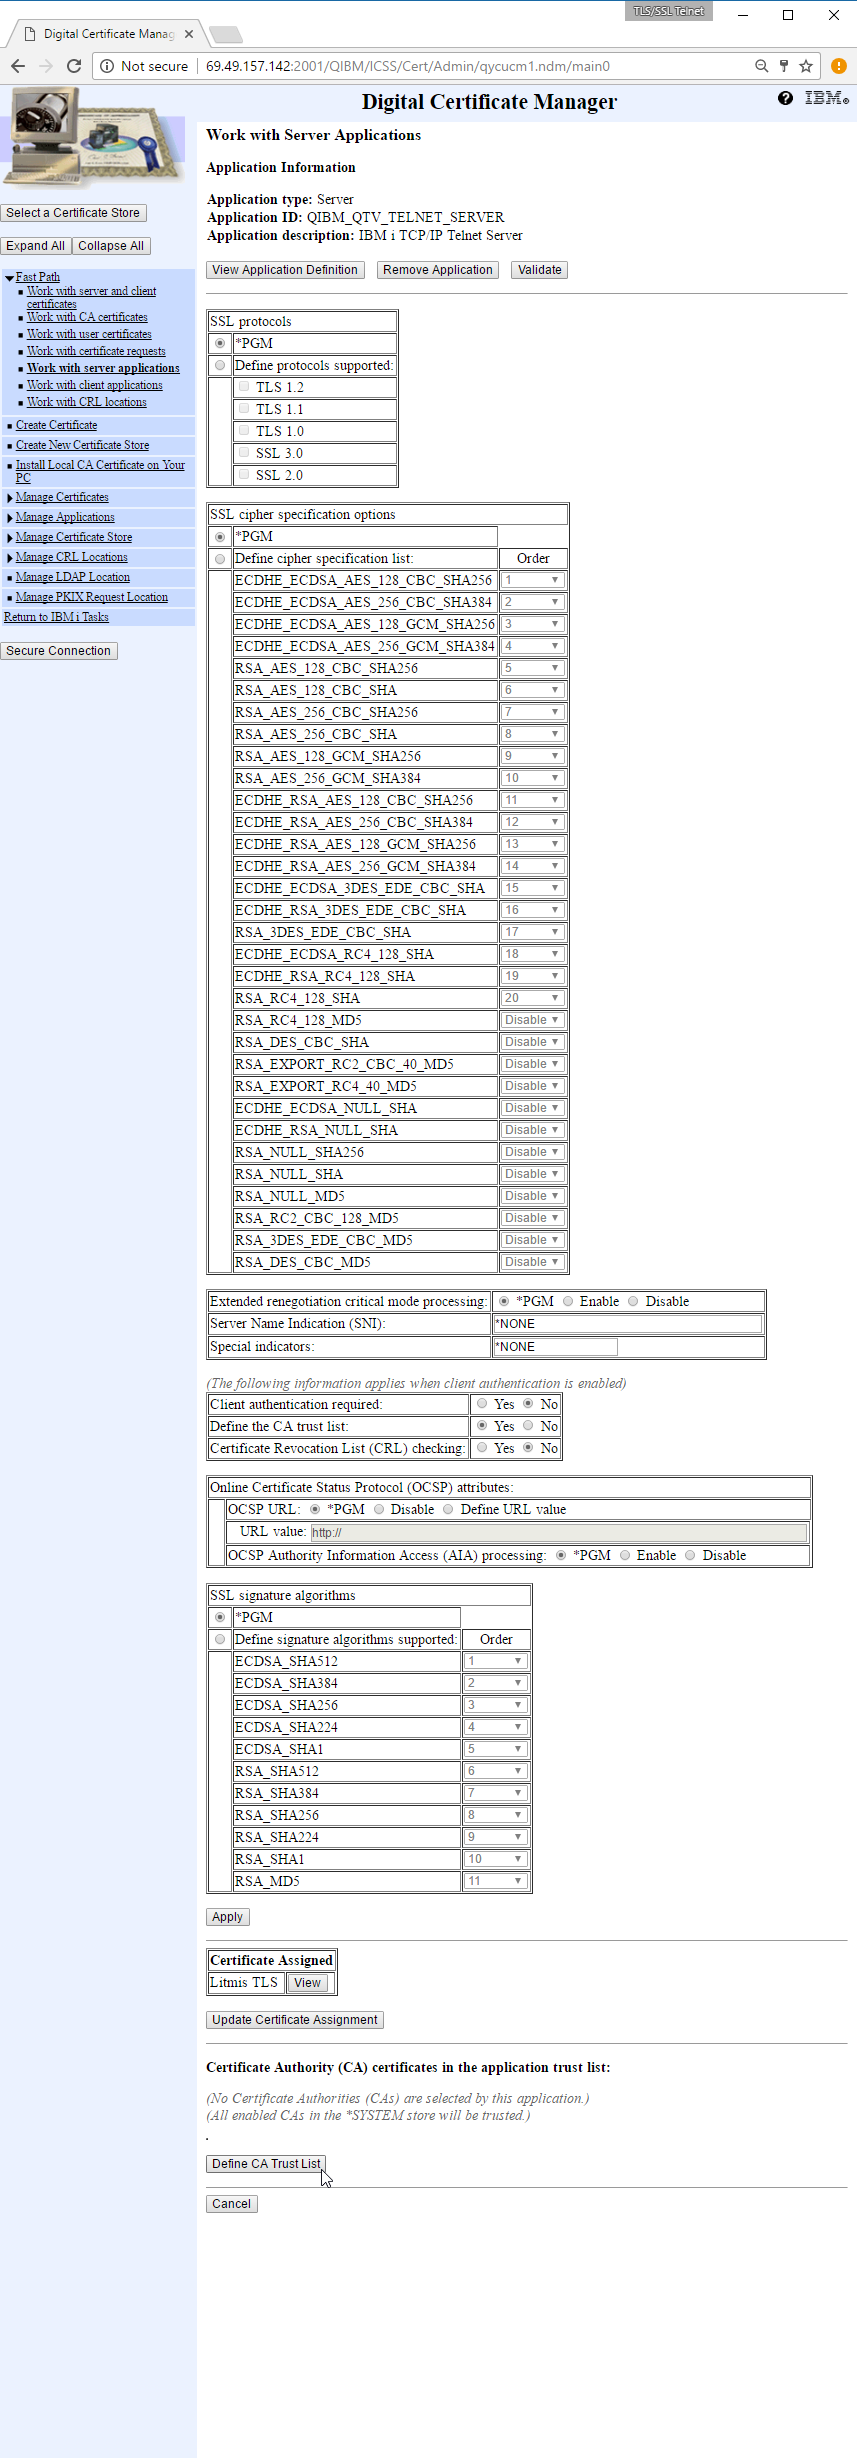 TLS/SSL Telnet
Digital Certificate Manag
Not secure 69.49.157.142:2001/QIBM/ICSS/Cert/Admin/qycucm1.ndm/main0
Digital Certificate Manager
IBM®
Select a Certificate Store
Expand All Collapse All
Fast Path
Work with server and client
certificates
Work with CA certificates
Work with user certificates
Work with certificate requests
Work with server applications
Work with client applications
Work with CRL locations
Create Certificate
Create New Certificate Store
Install Local CA Certificate on Your
PC
Manage Certificates
Manage Applications
Manage Certificate Store
Manage CRL Locations
Manage LDAP Location
Manage PKIX Request Location
Return to IBM i Tasks
Secure Connection
Work with Server Applications
Application Information
Application type: Server
Application ID: QIBM_QTV_TELNET_SERVER
Application description: IBM i TCP/IP Telnet Server
View Application Definition Remove Application Validate
SSL protocols
*PGM
Define protocols supported:
TLS 1.2
TLS 1.1
TLS 1.0
SSL 3.0
SSL 2.0
SSL cipher specification options
*PGM
Define cipher specification list: Order
ECDHE_ECDSA_AES_128_CBC_SHA256 1
ECDHE_ECDSA_AES_256_CBC_SHA384 2
ECDHE_ECDSA_AES_128_GCM_SHA256 3
ECDHE_ECDSA_AES_256_GCM_SHA384 4
RSA_AES_128_CBC_SHA256 5
RSA_AES_128_CBC_SHA 6
RSA_AES_256_CBC_SHA256 7
RSA_AES_256_CBC_SHA 8
RSA_AES_128_GCM_SHA256 9
RSA_AES_256_GCM_SHA384 10
ECDHE_RSA_AES_128_CBC_SHA256 11
ECDHE_RSA_AES_256_CBC_SHA384 12
ECDHE_RSA_AES_128_GCM_SHA256 13
ECDHE_RSA_AES_256_GCM_SHA384 14
ECDHE_ECDSA_3DES_EDE_CBC_SHA 15
ECDHE_RSA_3DES_EDE_CBC_SHA 16
RSA_3DES_EDE_CBC_SHA 17
ECDHE_ECDSA_RC4_128_SHA 18
ECDHE_RSA_RC4_128_SHA 19
RSA_RC4_128_SHA 20
RSA_RC4_128_MD5 Disable
RSA_DES_CBC_SHA Disable
RSA_EXPORT_RC2_CBC_40_MD5 Disable
RSA_EXPORT_RC4_40_MD5 Disable
ECDHE_ECDSA_NULL_SHA Disable
ECDHE_RSA_NULL_SHA Disable
RSA_NULL_SHA256 Disable
RSA_NULL_SHA Disable
RSA_NULL_MD5 Disable
RSA_RC2_CBC_128_MD5 Disable
RSA_3DES_EDE_CBC_MD5 Disable
RSA_DES_CBC_MD5 Disable
Extended renegotiation critical mode processing: *PGM Enable Disable
Server Name Indication (SNI): *NONE
Special indicators: *NONE
(The following information applies when client authentication is enabled)
Client authentication required: Yes No
Define the CA trust list: Yes No
Certificate Revocation List (CRL) checking: Yes No
Online Certificate Status Protocol (OCSP) attributes:
OCSP URL: *PGM Disable Define URL value
URL value: http://
OCSP Authority Information Access (AIA) processing: *PGM Enable Disable
SSL signature algorithms
*PGM
Define signature algorithms supported: Order
ECDSA_SHA512 1
ECDSA_SHA384 2
ECDSA_SHA256 3
ECDSA_SHA224 4
ECDSA_SHA1 5
RSA_SHA512 6
RSA_SHA384 7
RSA_SHA256 8
RSA_SHA224 9
RSA_SHA1 10
RSA_MD5 11
Apply
Certificate Assigned
Litmis TLS View
Update Certificate Assignment
Certificate Authority (CA) certificates in the application trust list:
(No Certificate Authorities (CAs) are selected by this application.)
(All enabled CAs in the *SYSTEM store will be trusted.)
.
Define CA Trust List
Cancel